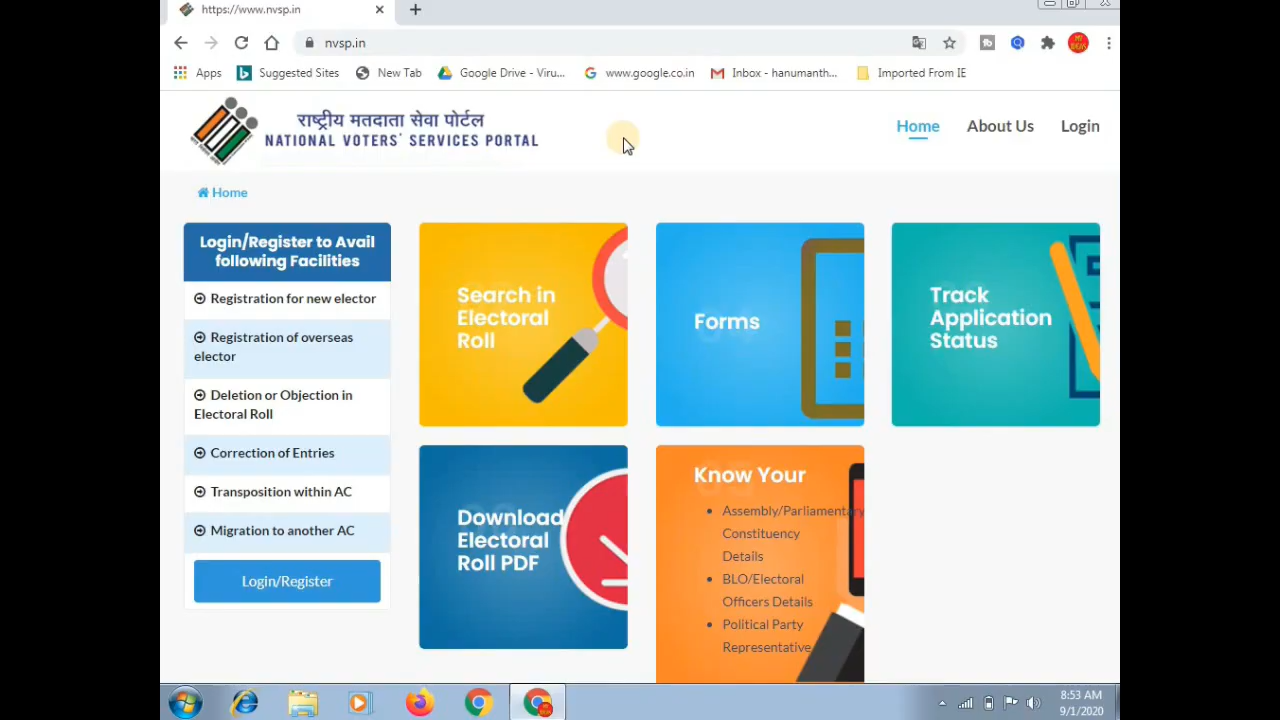 https://www.nvsp.in
nvsp.in
Apps Suggested Sites New Tab Google Drive - Viru... www.google.co.in Inbox - hanumanth... Imported From IE
राष्ट्रीय मतदाता सेवा पोर्टल
NATIONAL VOTERS' SERVICES PORTAL
Home About Us Login
Home
Login/Register to Avail
following Facilities
Registration for new elector
Registration of overseas
elector
Deletion or Objection in
Electoral Roll
Correction of Entries
Transposition within AC
Migration to another AC
Login/Register
Search in
Electoral
Roll
Forms
Track
Application
Status
Download
Electoral
Roll PDF
Know Your
Assembly/Parliamentary
Constituency
Details
BLO/Electoral
Officers Details
Political Party
Representative
8:53 AM
9/1/2020